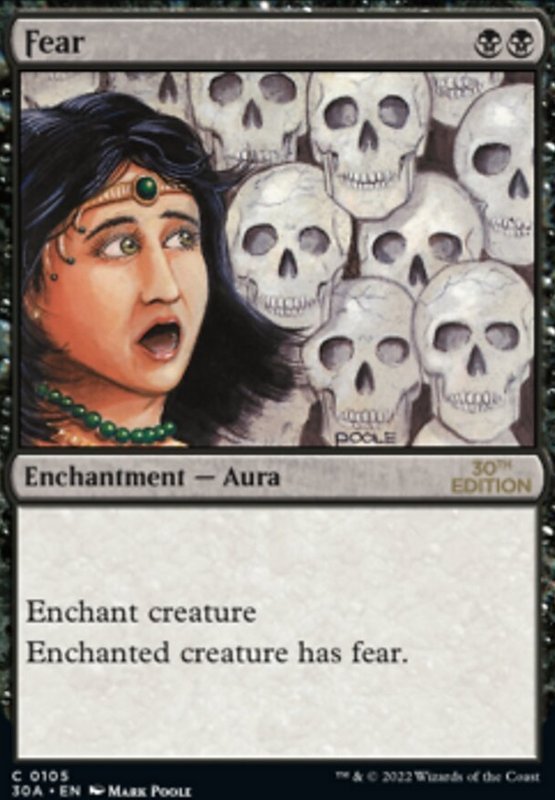 Fear
POOLE
Enchantment — Aura
30TH
EDITION
Enchant creature
Enchanted creature has fear.
C 0105
30A • EN Mark Poole
™ & © 2022 Wizards of the Coast